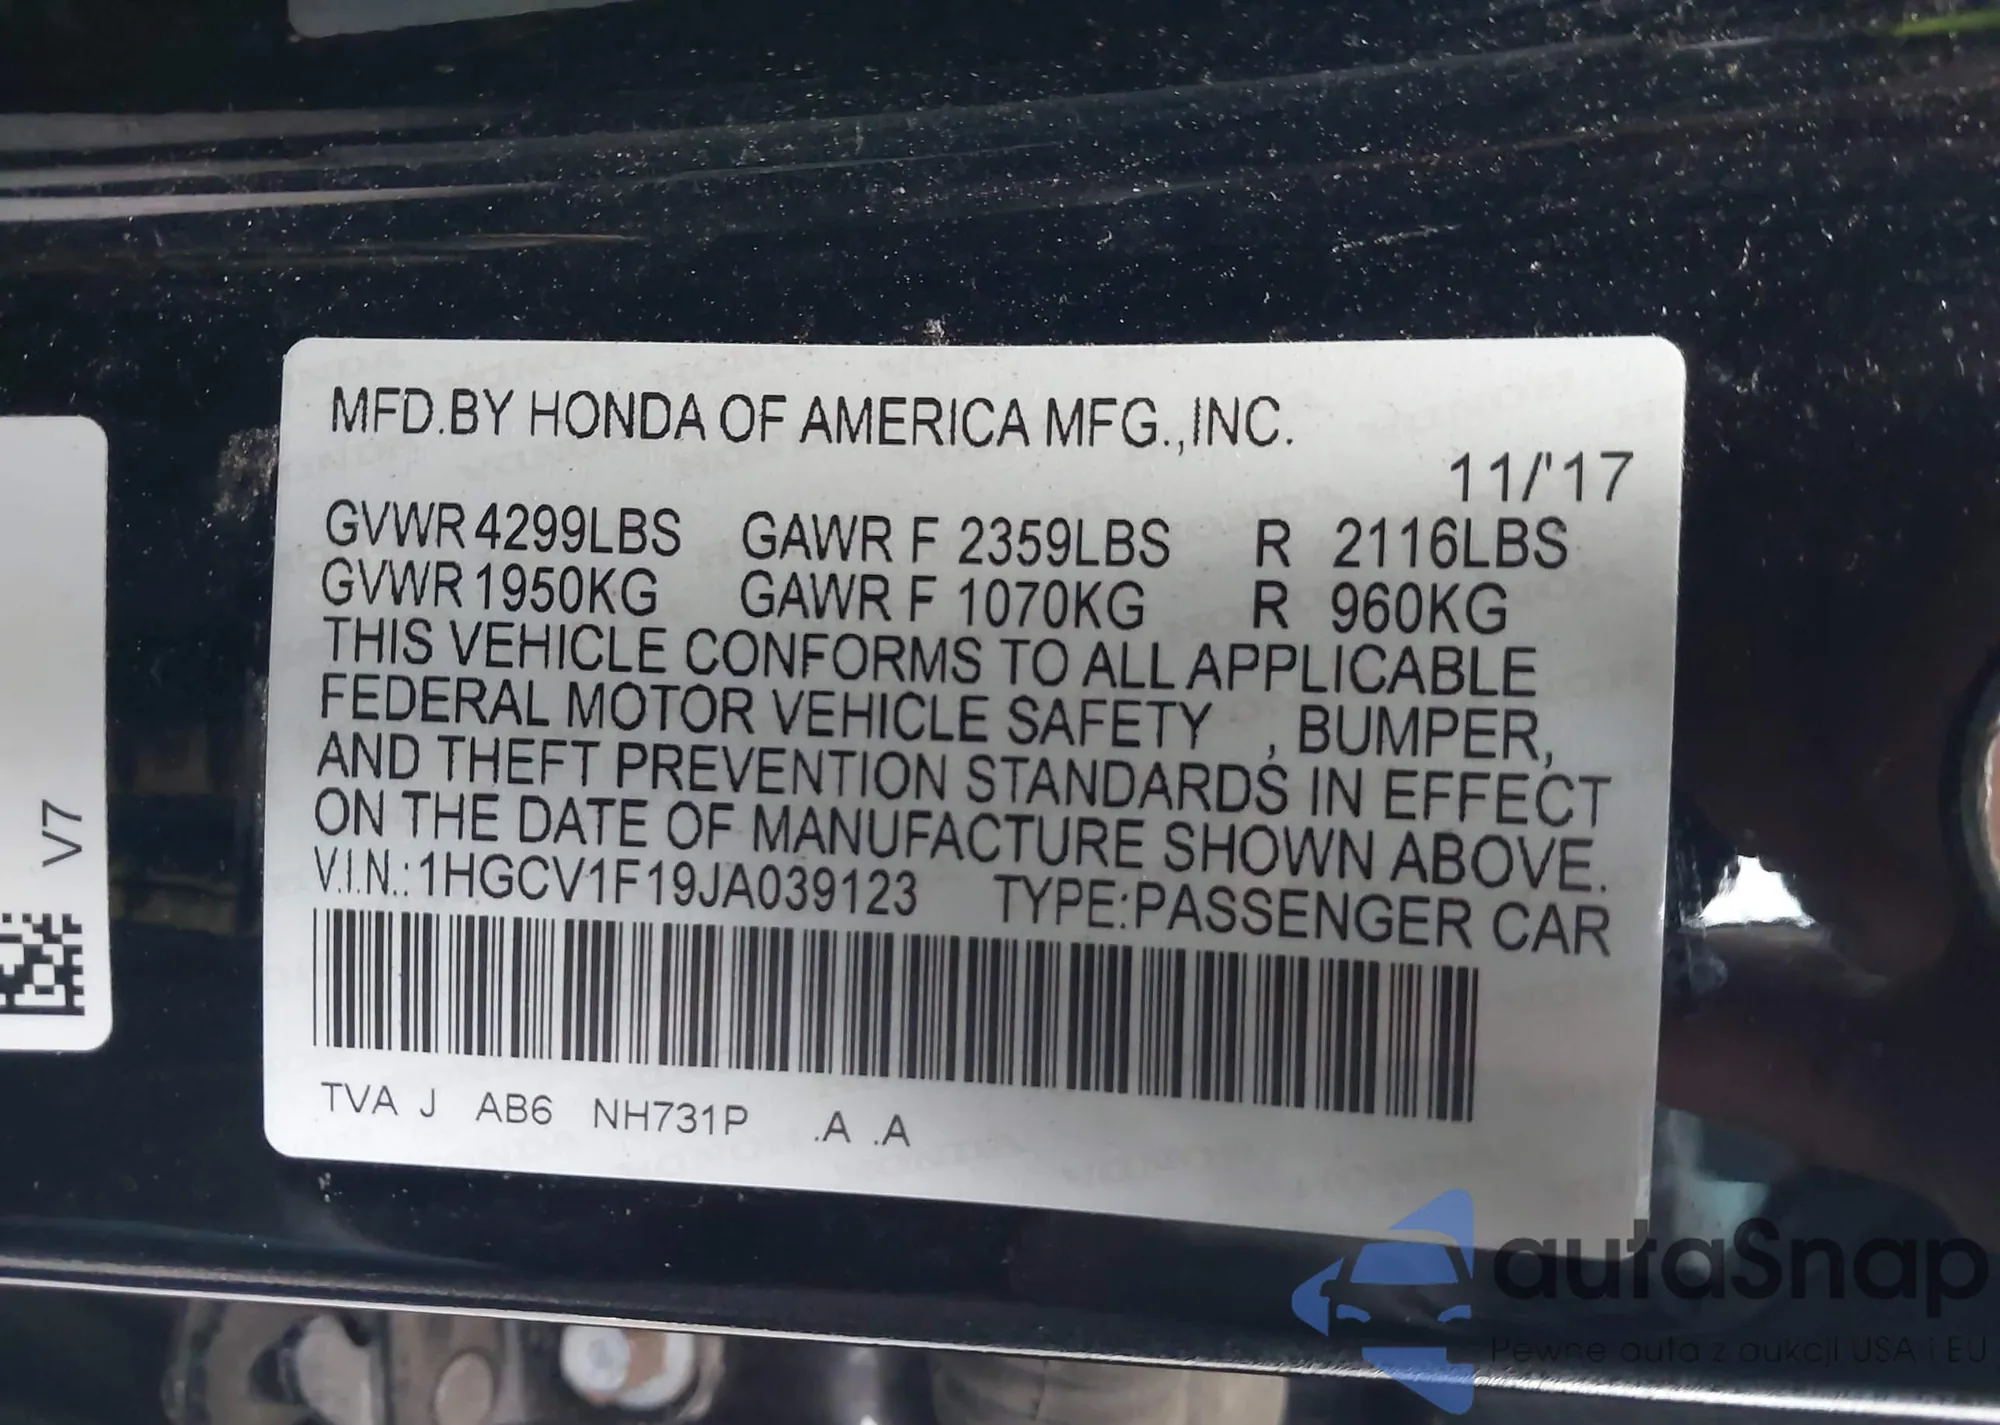 MFD.BY HONDA OF AMERICA MFG.,INC.
11/'17
GVWR 4299LBS GAWR F 2359LBS R 2116LBS
GVWR 1950KG GAWR F 1070KG R 960KG
THIS VEHICLE CONFORMS TO ALL APPLICABLE
FEDERAL MOTOR VEHICLE SAFETY , BUMPER,
AND THEFT PREVENTION STANDARDS IN EFFECT
ON THE DATE OF MANUFACTURE SHOWN ABOVE.
V.I.N.:1HGCV1F19JA039123 TYPE:PASSENGER CAR
TVA J AB6 NH731P .A .A
V7
autaSnap
Pewne auta z aukcji USA i EU